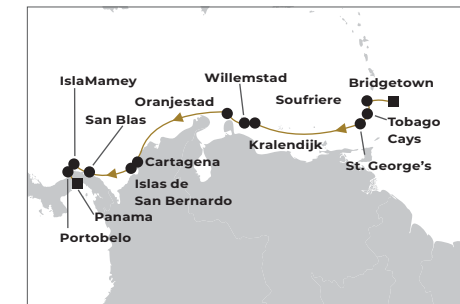 IslaMamey
Willemstad
Bridgetown
Oranjestad
Soufriere
San Blas
Tobago
Cays
Kralendijk
Cartagena
St. George's
Islas de
San Bernardo
Panama
Portobelo